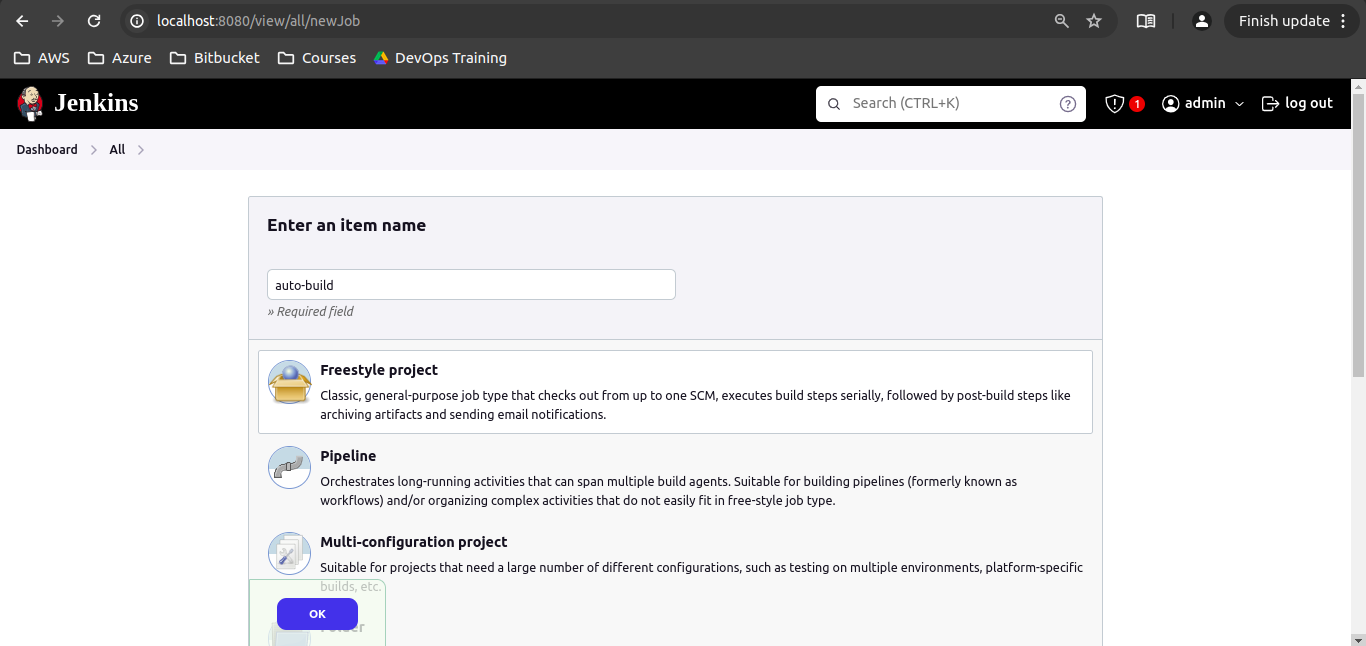 localhost:8080/view/all/newJob
Finish update
AWS
Azure
Bitbucket
Courses
DevOps Training
Jenkins
Search (CTRL+K)
?
1
admin
log out
Dashboard
All
Enter an item name
auto-build
» Required field
Freestyle project
Classic, general-purpose job type that checks out from up to one SCM, executes build steps serially, followed by post-build steps like
archiving artifacts and sending email notifications.
Pipeline
Orchestrates long-running activities that can span multiple build agents. Suitable for building pipelines (formerly known as
workflows) and/or organizing complex activities that do not easily fit in free-style job type.
Multi-configuration project
Suitable for projects that need a large number of different configurations, such as testing on multiple environments, platform-specific
builds, etc.
OK
Folder